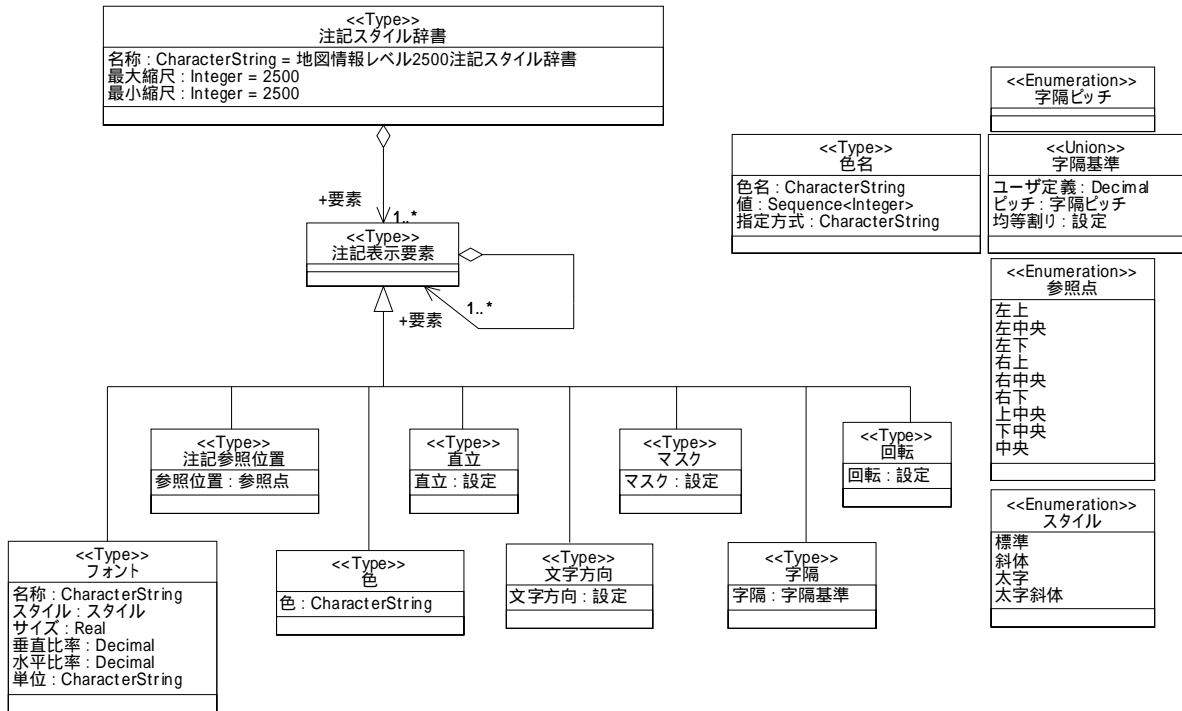 <<Type>>
注記スタイル辞書
名称 : CharacterString = 地図情報レベル2500注記スタイル辞書
最大縮尺 : Integer = 2500
最小縮尺 : Integer = 2500
+要素
1..*
<<Type>>
注記表示要素
1..*
+要素
<<Enumeration>>
字隔ピッチ
<<Type>>
色名
色名 : CharacterString
値 : Sequence<Integer>
指定方式 : CharacterString
<<Union>>
字隔基準
ユーザ定義 : Decimal
ピッチ : 字隔ピッチ
均等割り : 設定
<<Enumeration>>
参照点
左上
左中央
左下
右上
右中央
右下
上中央
下中央
中央
<<Type>>
注記参照位置
参照位置 : 参照点
<<Type>>
直立
直立 : 設定
<<Type>>
マスク
マスク : 設定
<<Type>>
回転
回転 : 設定
<<Enumeration>>
スタイル
標準
斜体
太字
太字斜体
<<Type>>
フォント
名称 : CharacterString
スタイル : スタイル
サイズ : Real
垂直比率 : Decimal
水平比率 : Decimal
単位 : CharacterString
<<Type>>
色
色 : CharacterString
<<Type>>
文字方向
文字方向 : 設定
<<Type>>
字隔
字隔 : 字隔基準